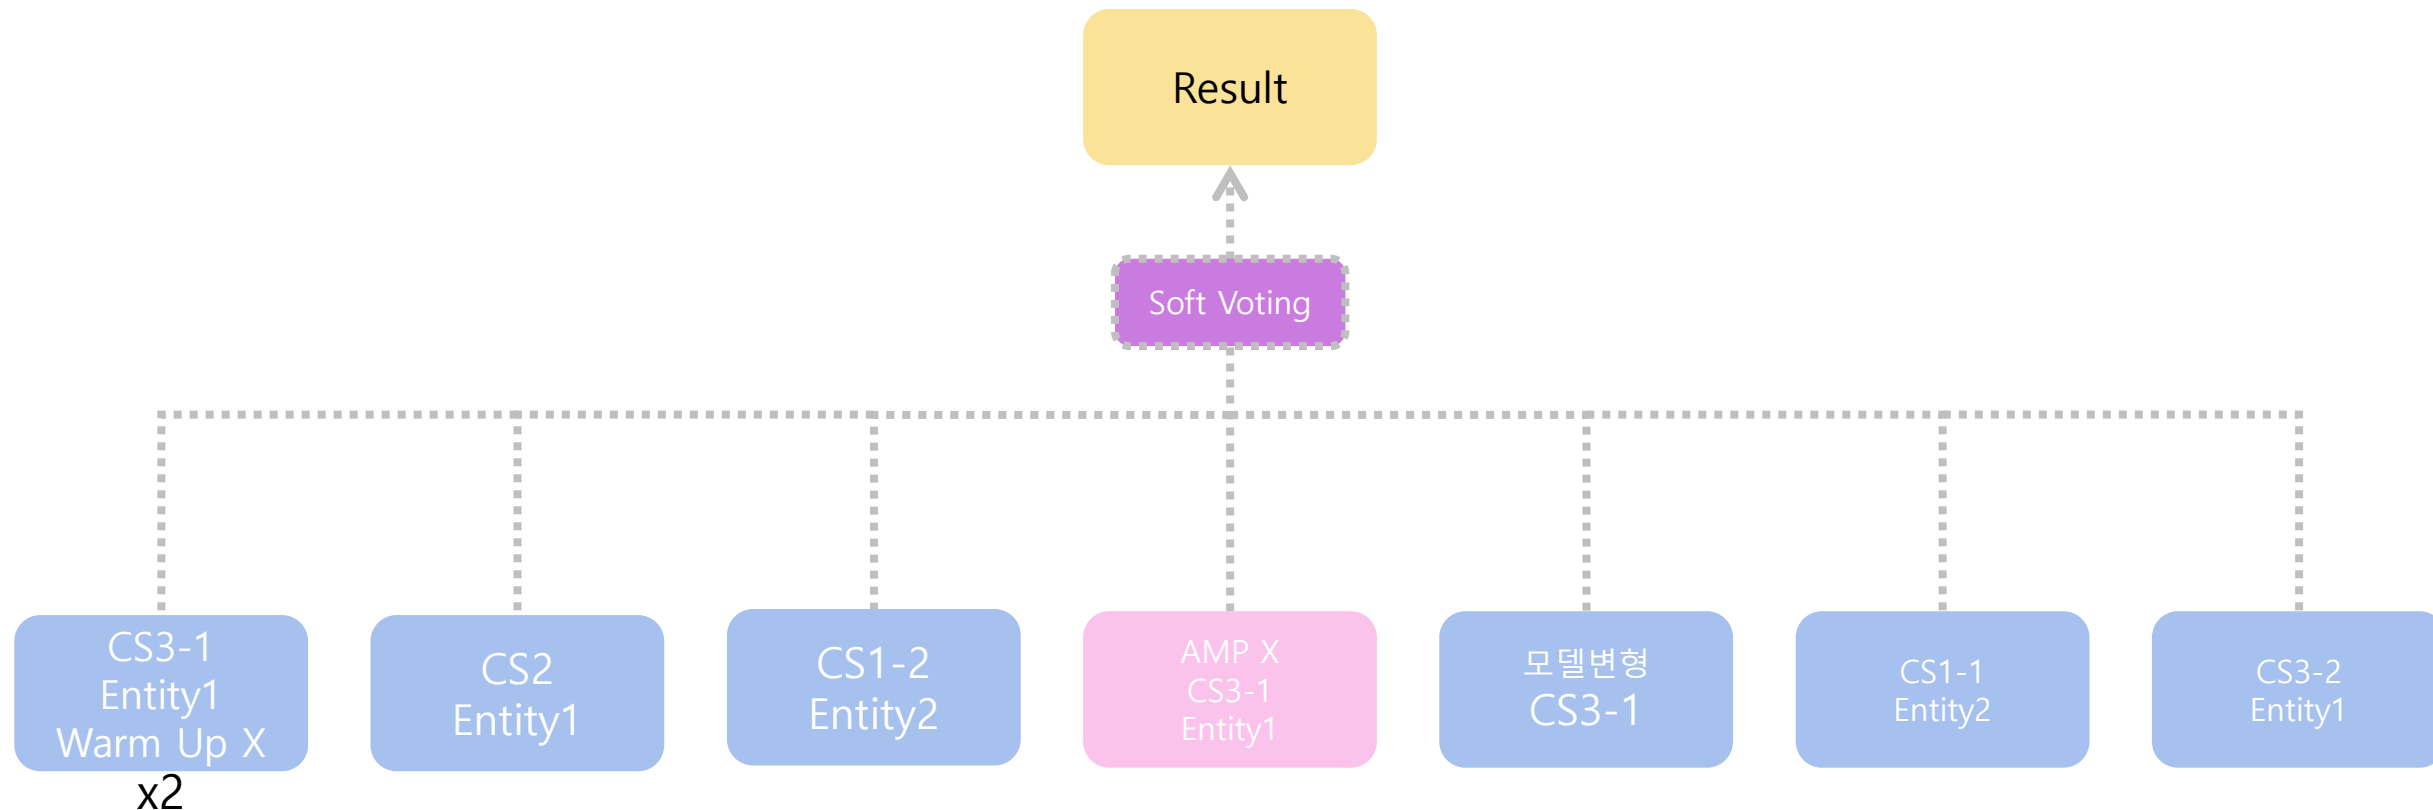 Result
Soft Voting
CS3-1
Entity1
Warm Up X
x2
CS2
Entity1
CS1-2
Entity2
AMP X
CS3-1
Entity1
모델변형
CS3-1
CS1-1
Entity2
CS3-2
Entity1